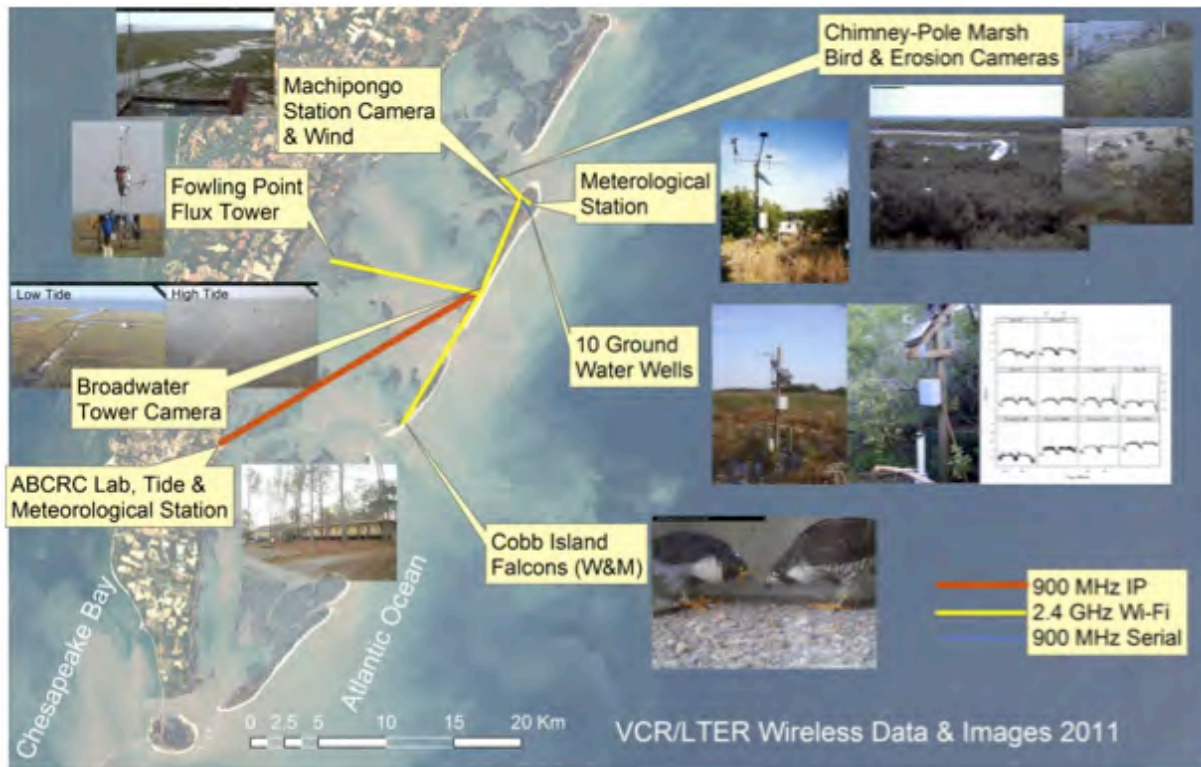 Chimney-Pole Marsh
Bird & Erosion Cameras
Machipongo
Station Camera
& Wind
Meterological
Station
Fowling Point
Flux Tower
Low Tide
High Tide
10 Ground
Water Wells
Broadwater
Tower Camera
ABCRC Lab, Tide &
Meteorological Station
Cobb Island
Falcons (W&M)
Chesapeake Bay
Atlantic Ocean
900 MHz IP
2.4 GHz Wi-Fi
900 MHz Serial
0 2.5 5 10 15 20 Km
VCR/LTER Wireless Data & Images 2011